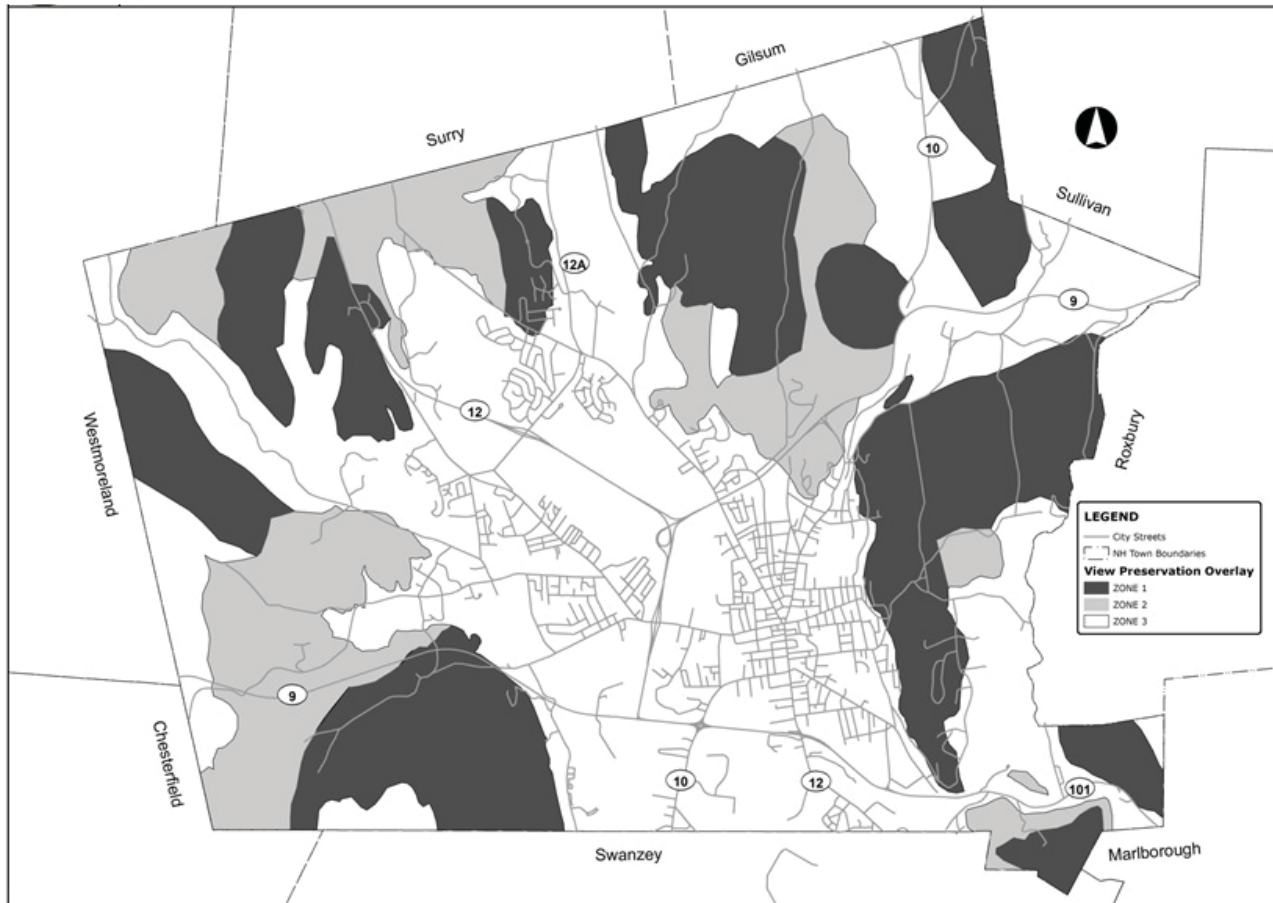 Gilsum
Surry
10
Sullivan
12A
9
12
Westmoreland
Roxbury
LEGEND
City Streets
NH Town Boundaries
View Preservation Overlay
ZONE 1
ZONE 2
ZONE 3
9
Chesterfield
10
12
101
Swanzey
Marlborough